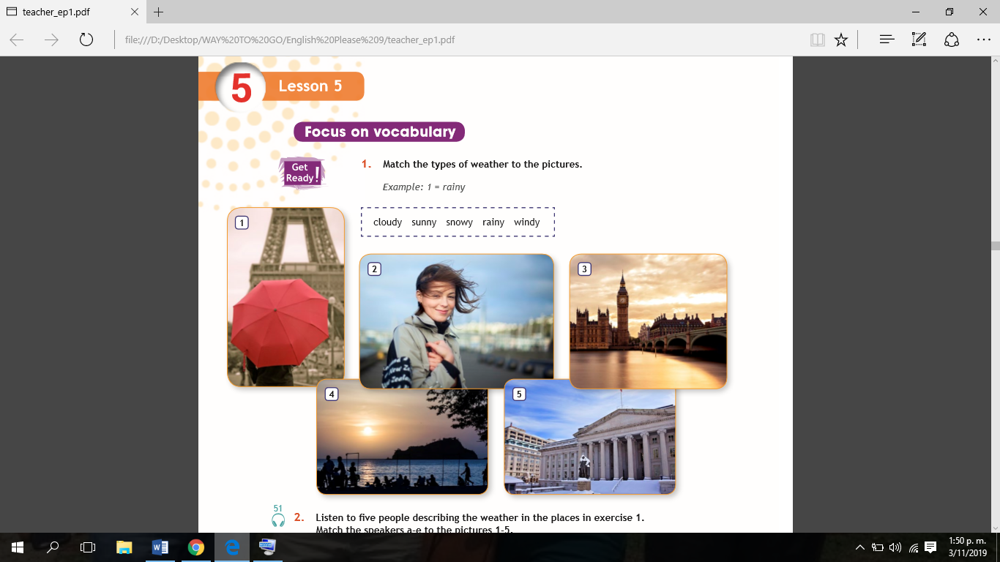 teacher_ep1.pdf
file:///D:/Desktop/WAY%20TO%20GO/English%20Please%209/teacher_ep1.pdf
5
Lesson 5
Focus on vocabulary
Get
Ready!
1. Match the types of weather to the pictures.
Example: 1 = rainy
cloudy sunny snowy rainy windy
1
2
3
4
5
51
2. Listen to five people describing the weather in the places in exercise 1.
Match the speakers a-e to the pictures 1-5.
1:50 p. m.
3/11/2019